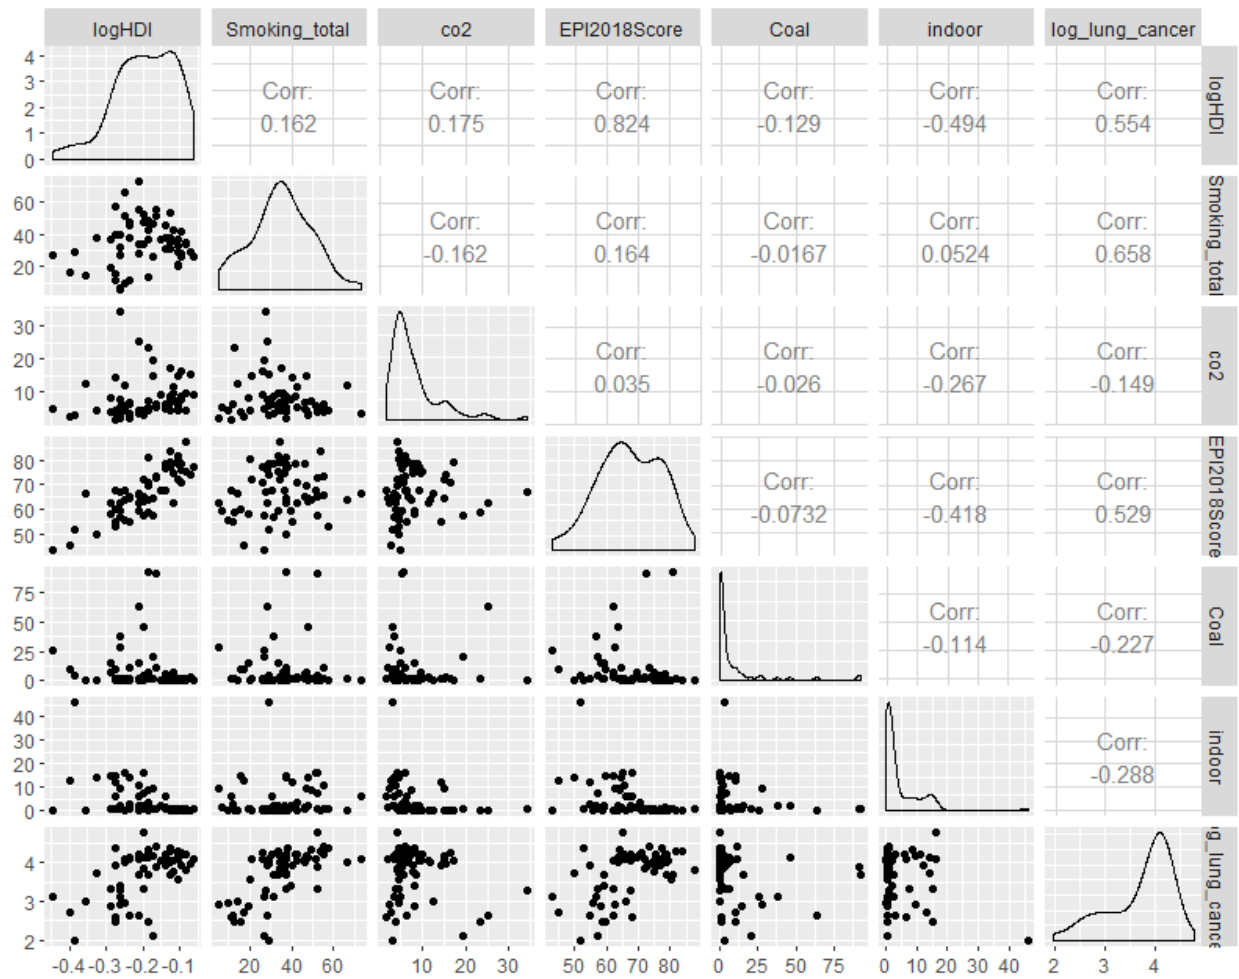 logHDI Smoking_total co2 EPI2018Score Coal indoor log_lung_cancer
4
3
2
1
0
Corr:
0.162
Corr:
0.175
Corr:
0.824
Corr:
-0.129
Corr:
-0.494
Corr:
0.554
logHDI
60
40
20
Corr:
-0.162
Corr:
0.164
Corr:
-0.0167
Corr:
0.0524
Corr:
0.658
Smoking_total
30
20
10
Corr:
0.035
Corr:
-0.026
Corr:
-0.267
Corr:
-0.149
co2
80
70
60
50
Corr:
-0.0732
Corr:
-0.418
Corr:
0.529
EPI2018Score
75
50
25
0
Corr:
-0.114
Corr:
-0.227
Coal
40
30
20
10
0
Corr:
-0.288
indoor
4
3
2
g_lung_cance
-0.4 -0.3 -0.2 -0.1 20 40 60 10 20 30 50 60 70 80 0 25 50 75 0 10 20 30 40 2 3 4